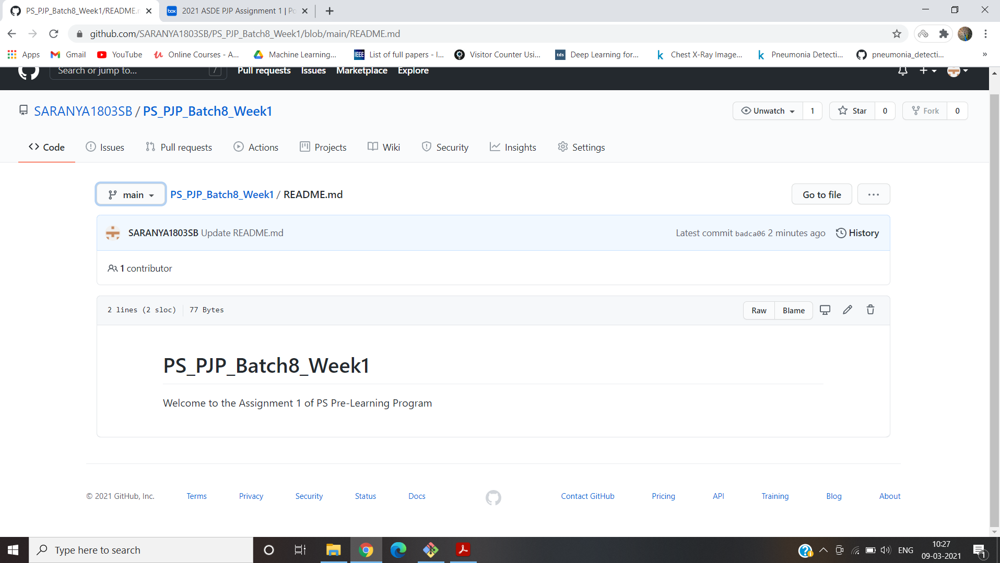 PS_PJP_Batch8_Week1/README.m
2021 ASDE PJP Assignment 1 | Po
github.com/SARANYA1803SB/PS_PJP_Batch8_Week1/blob/main/README.md
Apps Gmail YouTube Online Courses - A... Machine Learning... IEEE List of full papers - I... Visitor Counter Usi... tds Deep Learning for... k Chest X-Ray Image... k Pneumonia Detecti... pneumonia_detecti... »
Search or jump to... / Pull requests Issues Marketplace Explore
SARANYA1803SB / PS_PJP_Batch8_Week1 Unwatch 1 Star 0 Fork 0
Code Issues Pull requests Actions Projects Wiki Security Insights Settings
main PS_PJP_Batch8_Week1 / README.md Go to file ...
SARANYA1803SB Update README.md Latest commit badca06 2 minutes ago History
1 contributor
2 lines (2 sloc) 77 Bytes Raw Blame
PS_PJP_Batch8_Week1
Welcome to the Assignment 1 of PS Pre-Learning Program
© 2021 GitHub, Inc. Terms Privacy Security Status Docs Contact GitHub Pricing API Training Blog About
Type here to search ENG 10:27
09-03-2021 1